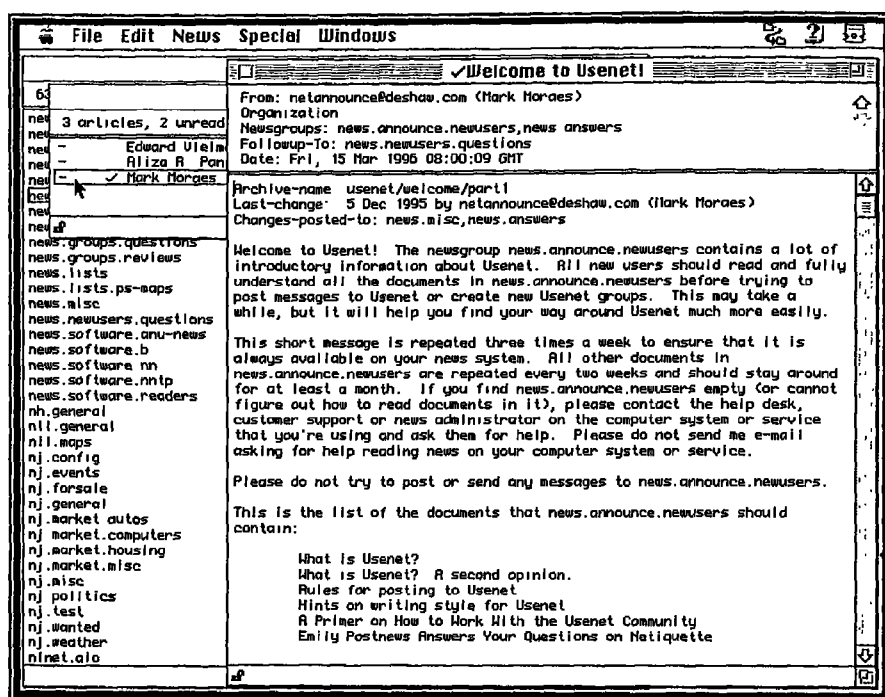 File Edit News Special Windows
✓Welcome to Usenet!
3 articles, 2 unread
- Edward
- Aliza R Pan
- ✓ Mark Moraes
news.groups.questions
news.groups.reviews
news.lists
news.lists.ps-maps
news.misc
news.newusers.questions
news.software.anu-news
news.software.b
news.software nn
news.software.nntp
news.software.readers
nh.general
nil.general
nil.maps
nj.config
nj.events
nj.forsale
nj.general
nj.market autos
nj market.computers
nj.market.housing
nj.market.misc
nj.misc
nj politics
nj.test
nj.wanted
nj.weather
From: netannounce@deshaw.com (Mark Moraes)
Organization
Newsgroups: news.announce.newusers,news answers
Followup-To: news.newusers.questions
Date: Fri, 15 Mar 1996 08:00:09 GMT
Archive-name usenet/welcome/part1
Last-change: 5 Dec 1995 by netannounce@deshaw.com (Mark Moraes)
Changes-posted-to: news.misc,news.answers
Welcome to Usenet! The newsgroup news.announce.newusers contains a lot of
introductory information about Usenet. All new users should read and fully
understand all the documents in news.announce.newusers before trying to
post messages to Usenet or create new Usenet groups. This may take a
while, but it will help you find your way around Usenet much more easily.
This short message is repeated three times a week to ensure that it is
always available on your news system. All other documents in
news.announce.newusers are repeated every two weeks and should stay around
for at least a month. If you find news.announce.newusers empty (or cannot
figure out how to read documents in it), please contact the help desk,
customer support or news administrator on the computer system or service
that you're using and ask them for help. Please do not send me e-mail
asking for help reading news on your computer system or service.
Please do not try to post or send any messages to news.announce.newusers.
This is the list of the documents that news.announce.newusers should
contain:
What is Usenet?
What is Usenet? A second opinion.
Rules for posting to Usenet
Hints on writing style for Usenet
A Primer on How to Work With the Usenet Community
Emily Postnews Answers Your Questions on Netiquette